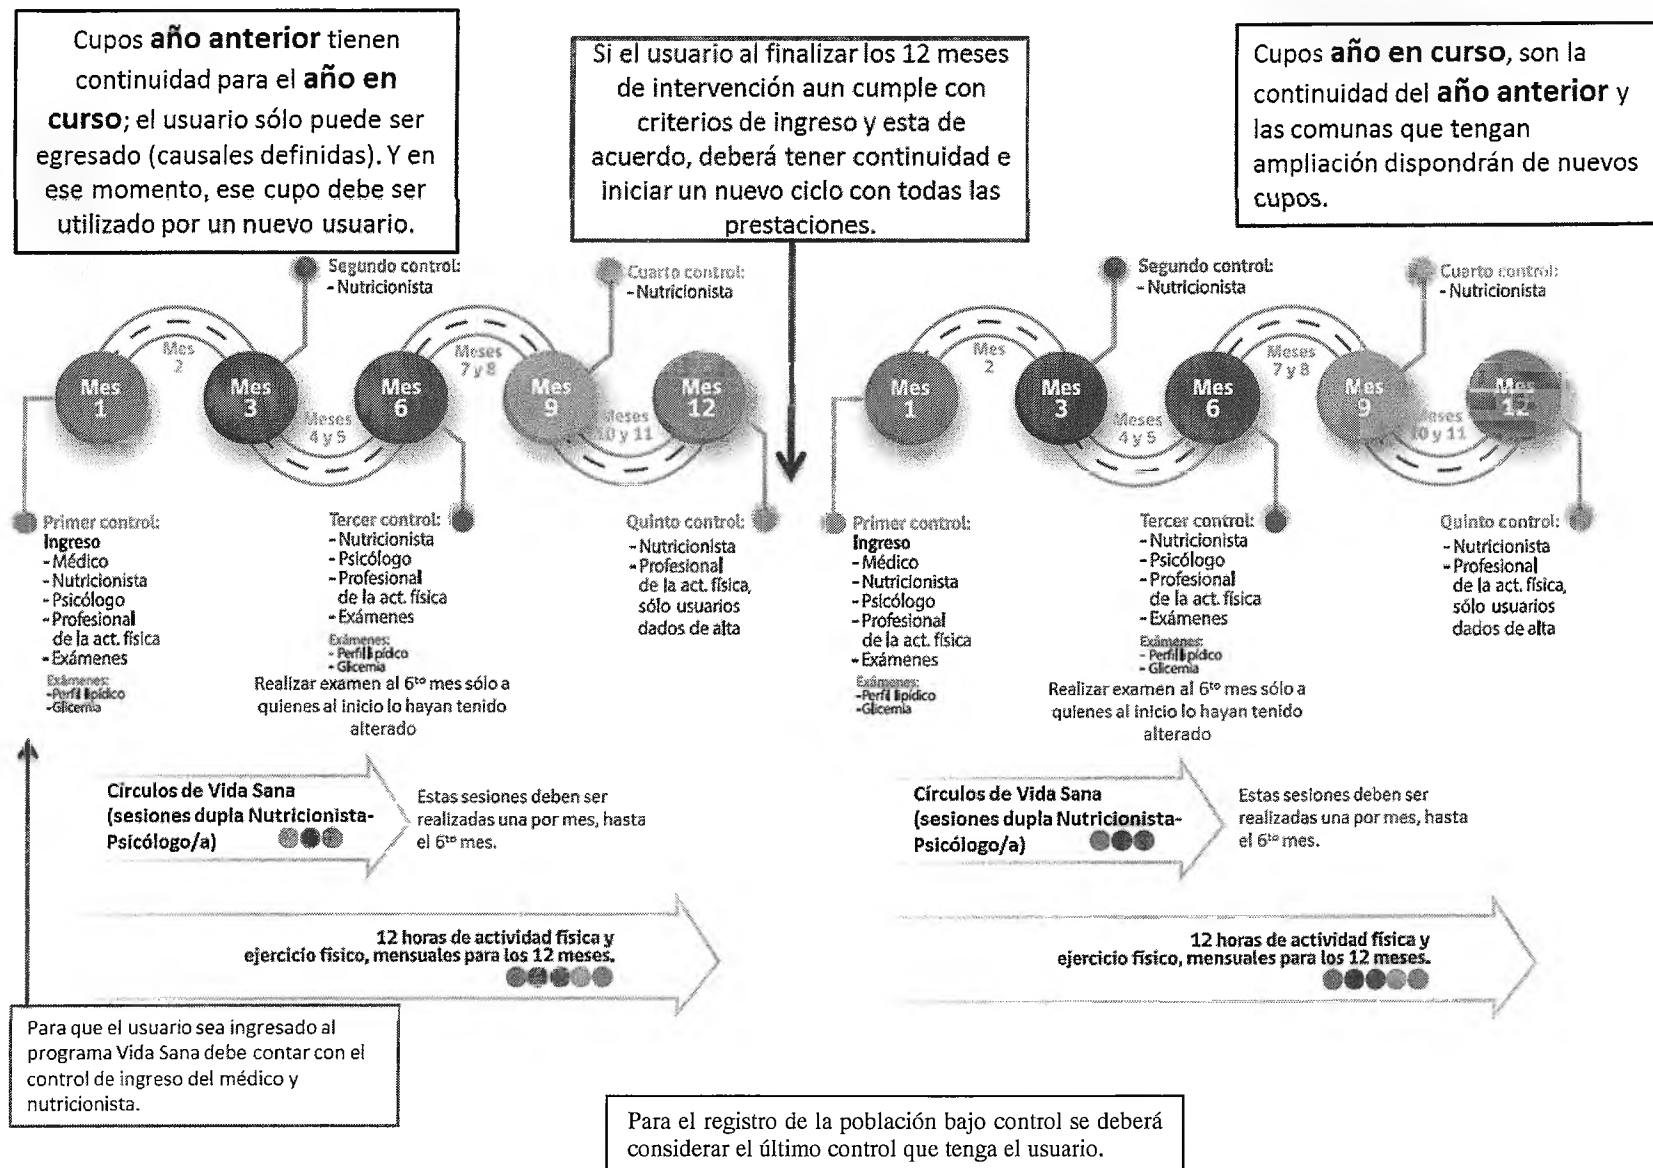 Cupos año anterior tienen
continuidad para el año en
curso; el usuario sólo puede ser
egresado (causales definidas). Y en
ese momento, ese cupo debe ser
utilizado por un nuevo usuario.
Si el usuario al finalizar los 12 meses
de intervención aun cumple con
criterios de ingreso y esta de
acuerdo, deberá tener continuidad e
iniciar un nuevo ciclo con todas las
prestaciones.
Cupos año en curso, son la
continuidad del año anterior y
las comunas que tengan
ampliación dispondrán de nuevos
cupos.
Segundo control:
- Nutricionista
Cuarto control:
- Nutricionista
Mes
1
Mes
2
Mes
3
Meses
4 y 5
Mes
6
Meses
7 y 8
Mes
9
Meses
10 y 11
Mes
12
Primer control:
Ingreso
- Médico
- Nutricionista
- Psicólogo
- Profesional
de la act. física
- Exámenes
Exámenes:
- Perfil lipídico
- Glicemia
Tercer control:
- Nutricionista
- Psicólogo
- Profesional
de la act. física
- Exámenes
Exámenes:
- Perfil lipídico
- Glicemia
Realizar examen al 6to mes sólo a
quienes al inicio lo hayan tenido
alterado
Quinto control:
- Nutricionista
- Profesional
de la act. física,
sólo usuarios
dados de alta
Segundo control:
- Nutricionista
Cuarto control:
- Nutricionista
Mes
1
Mes
2
Mes
3
Meses
4 y 5
Mes
6
Meses
7 y 8
Mes
9
Meses
10 y 11
Mes
12
Primer control:
Ingreso
- Médico
- Nutricionista
- Psicólogo
- Profesional
de la act. física
- Exámenes
Exámenes:
- Perfil lipídico
- Glicemia
Tercer control:
- Nutricionista
- Psicólogo
- Profesional
de la act. física
- Exámenes
Exámenes:
- Perfil lipídico
- Glicemia
Realizar examen al 6to mes sólo a
quienes al inicio lo hayan tenido
alterado
Quinto control:
- Nutricionista
- Profesional
de la act. física,
sólo usuarios
dados de alta
Círculos de Vida Sana
(sesiones dupla Nutricionista-
Psicólogo/a)
Estas sesiones deben ser
realizadas una por mes, hasta
el 6to mes.
Círculos de Vida Sana
(sesiones dupla Nutricionista-
Psicólogo/a)
Estas sesiones deben ser
realizadas una por mes, hasta
el 6to mes.
12 horas de actividad física y
ejercicio físico, mensuales para los 12 meses.
12 horas de actividad física y
ejercicio físico, mensuales para los 12 meses.
Para que el usuario sea ingresado al
programa Vida Sana debe contar con el
control de ingreso del médico y
nutricionista.
Para el registro de la población bajo control se deberá
considerar el último control que tenga el usuario.